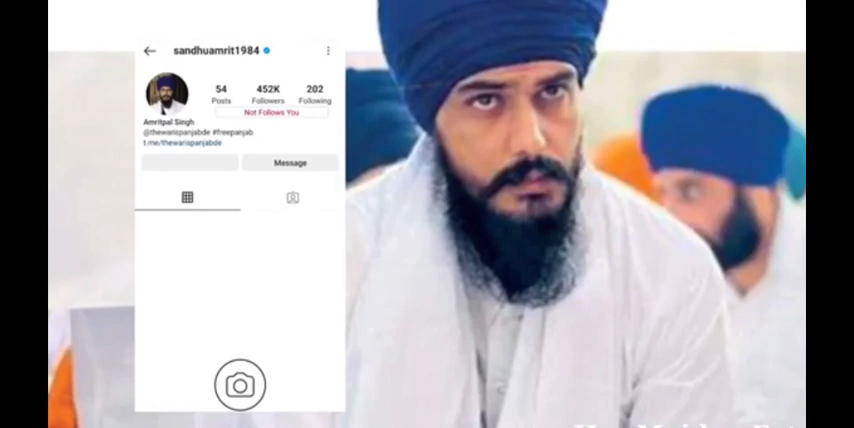 sandhuamrit1984
54 452K 202
Posts Followers Following
Not Follows You
Amritpal Singh
@thewarispanjabde #freepanjab
t.me/thewarispanjabde
Message